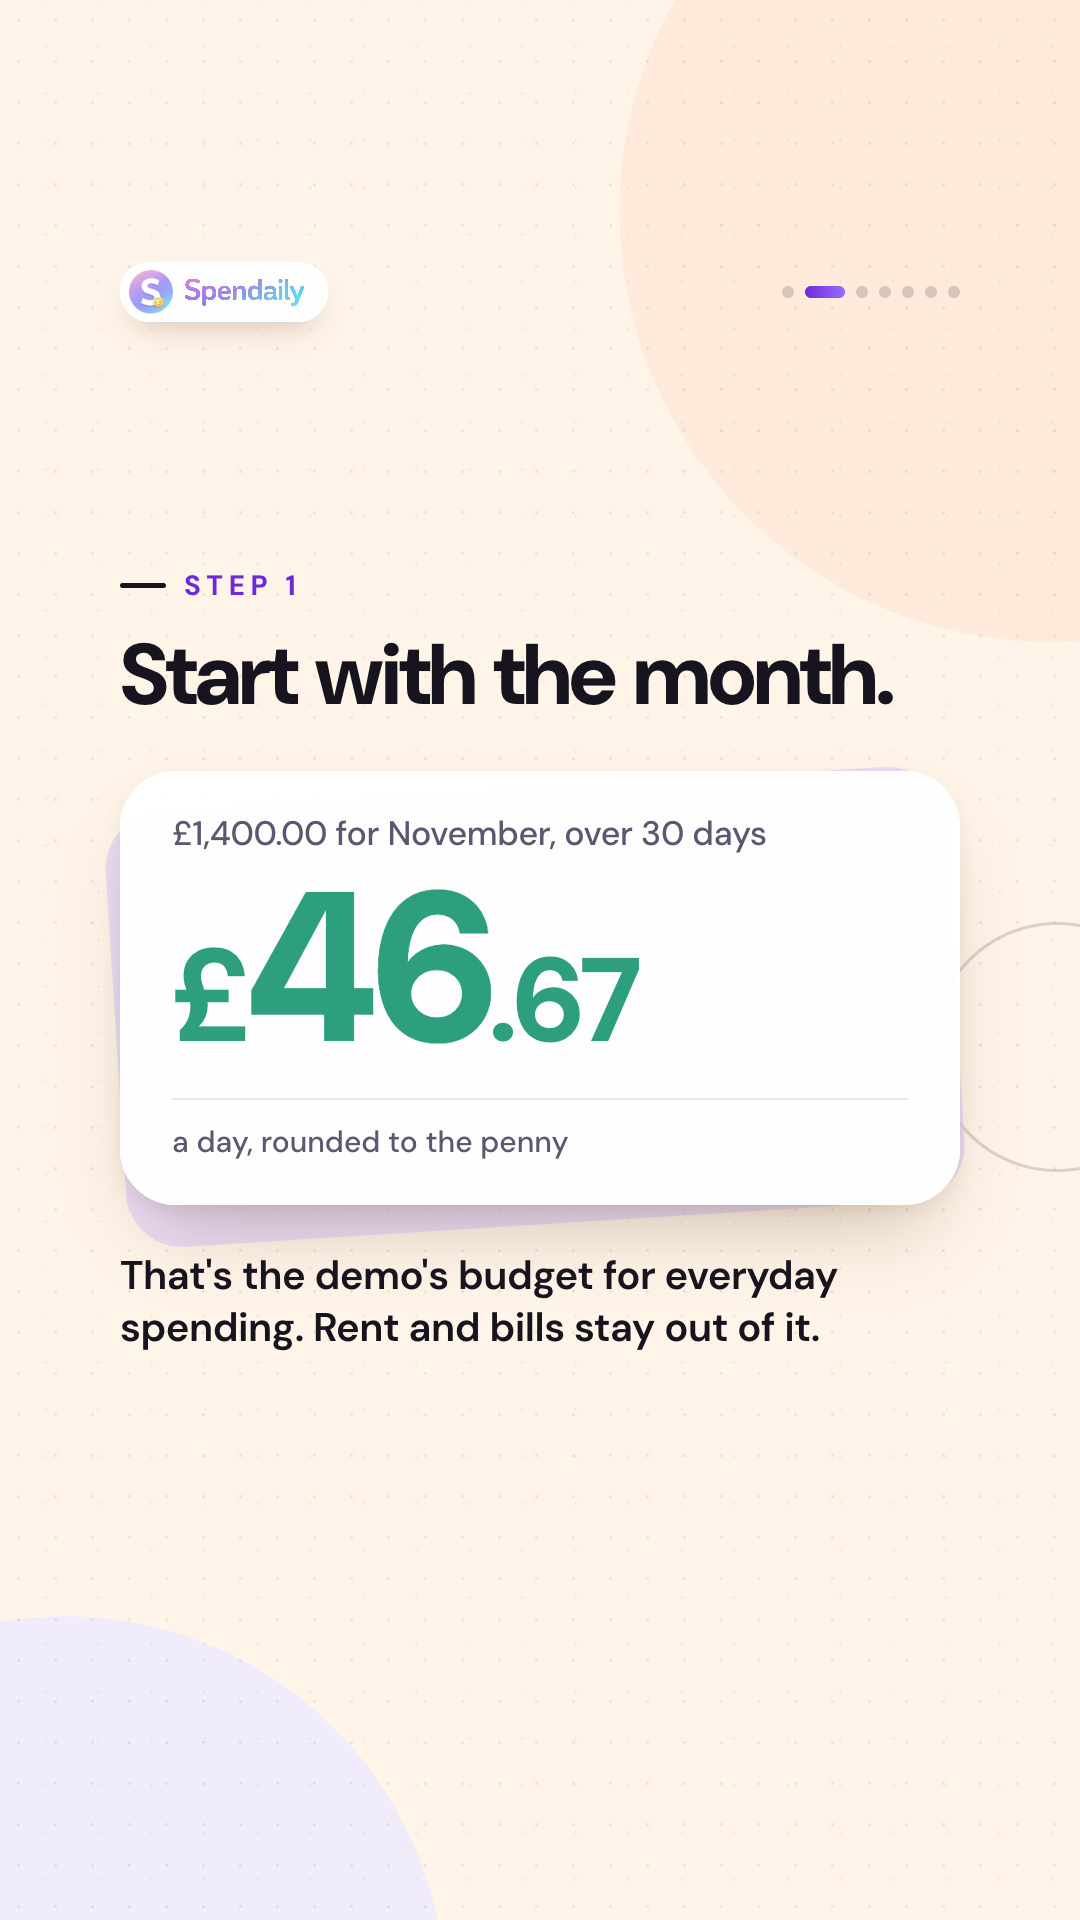 Spendaily
STEP 1
Start with the month.
£1,400.00 for November, over 30 days
£46.67
a day, rounded to the penny
That's the demo's budget for everyday
spending. Rent and bills stay out of it.